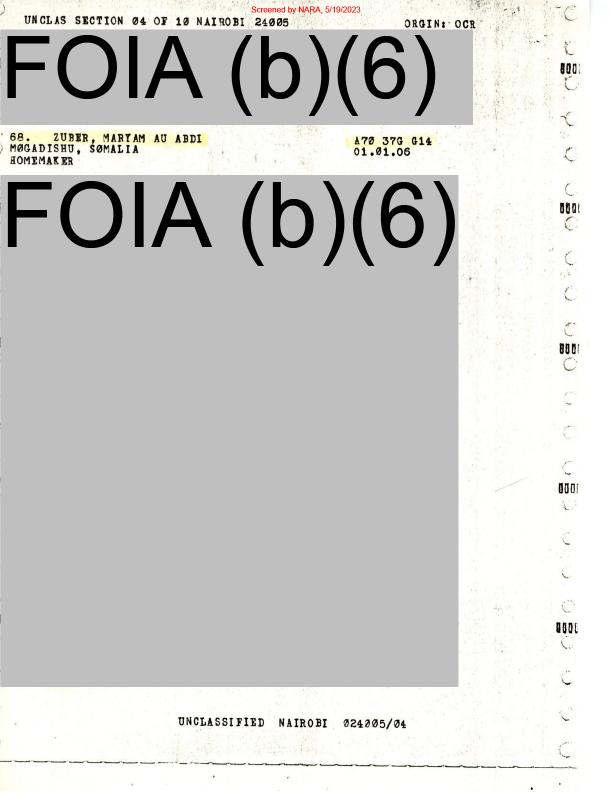 Screened by NARA, 5/19/2023
UNCLAS SECTION 04 OF 10 NAIROBI 24005 ORGIN: OCR
FOIA (b)(6)
68. ZUBER, MARYAM AU ABDI A70 37G G14
MOGADISHU, SOMALIA 01.01.06
HOMEMAKER
FOIA (b)(6)
UNCLASSIFIED NAIROBI 024005/04